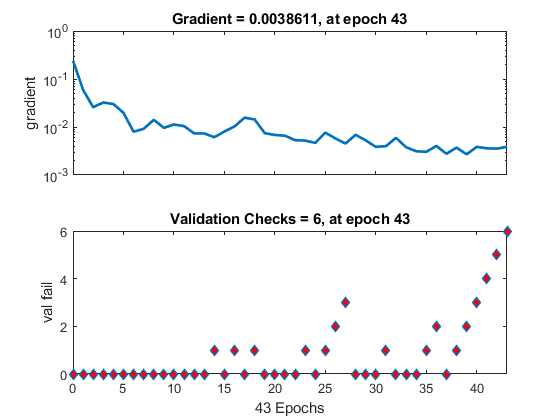 Gradient = 0.0038611, at epoch 43
10^0
10^-1
10^-2
10^-3
gradient
Validation Checks = 6, at epoch 43
6
4
2
0
val fail
0 5 10 15 20 25 30 35 40
43 Epochs